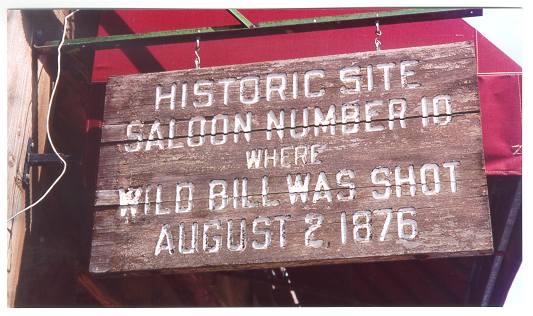 HISTORIC SITE
SALOON NUMBER 10
WHERE
WILD BILL WAS SHOT
AUGUST 2, 1876